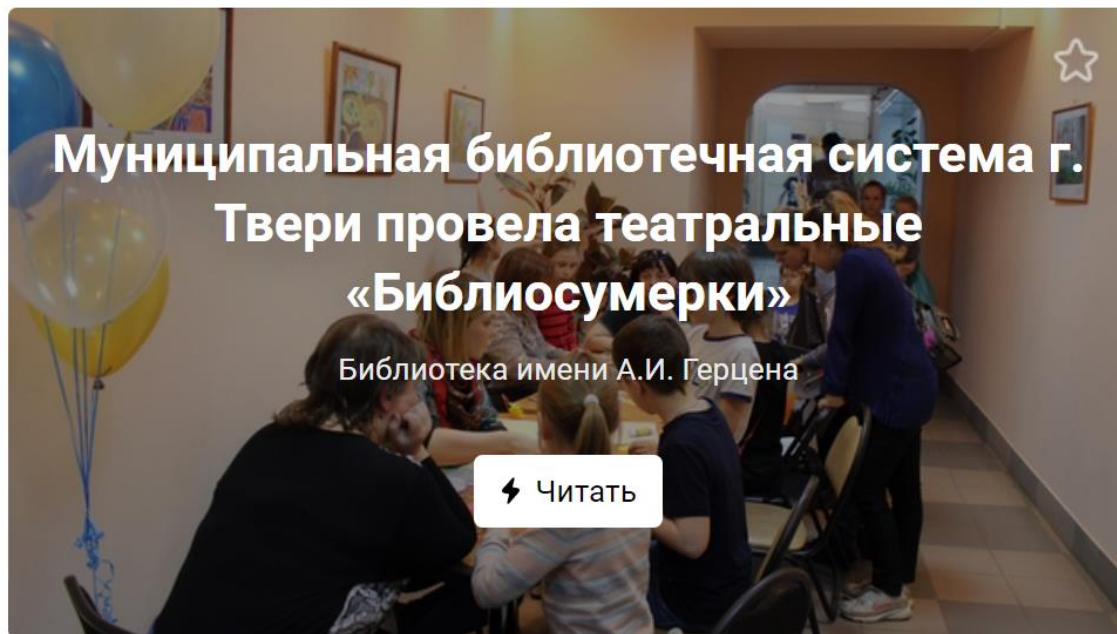 Муниципальная библиотечная система г.
Твери провела театральные
«Библиосумерки»
Библиотека имени А.И. Герцена
Читать